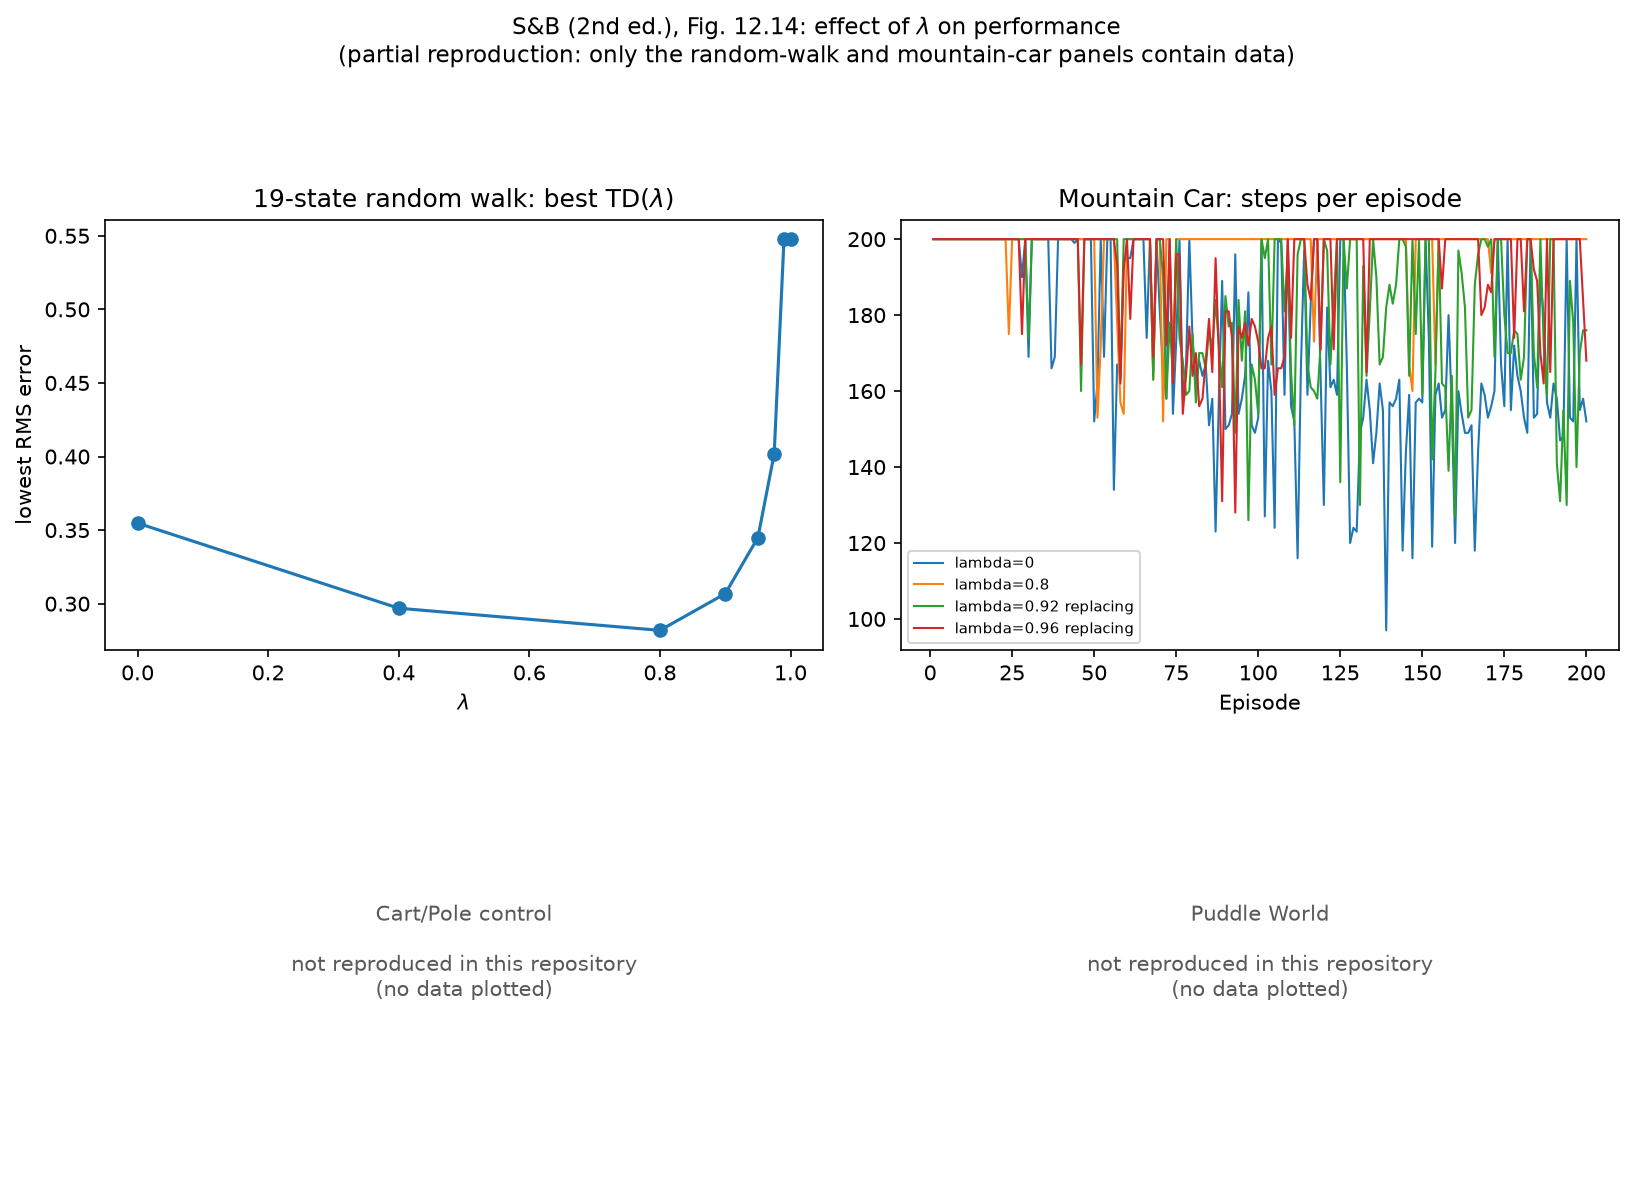 S&B (2nd ed.), Fig. 12.14: effect of λ on performance
(partial reproduction: only the random-walk and mountain-car panels contain data)
19-state random walk: best TD(λ)
lowest RMS error
0.55
0.50
0.45
0.40
0.35
0.30
0.0
0.2
0.4
0.6
0.8
1.0
λ
Mountain Car: steps per episode
200
180
160
140
120
100
lambda=0
lambda=0.8
lambda=0.92 replacing
lambda=0.96 replacing
0
25
50
75
100
125
150
175
200
Episode
Cart/Pole control
not reproduced in this repository
(no data plotted)
Puddle World
not reproduced in this repository
(no data plotted)